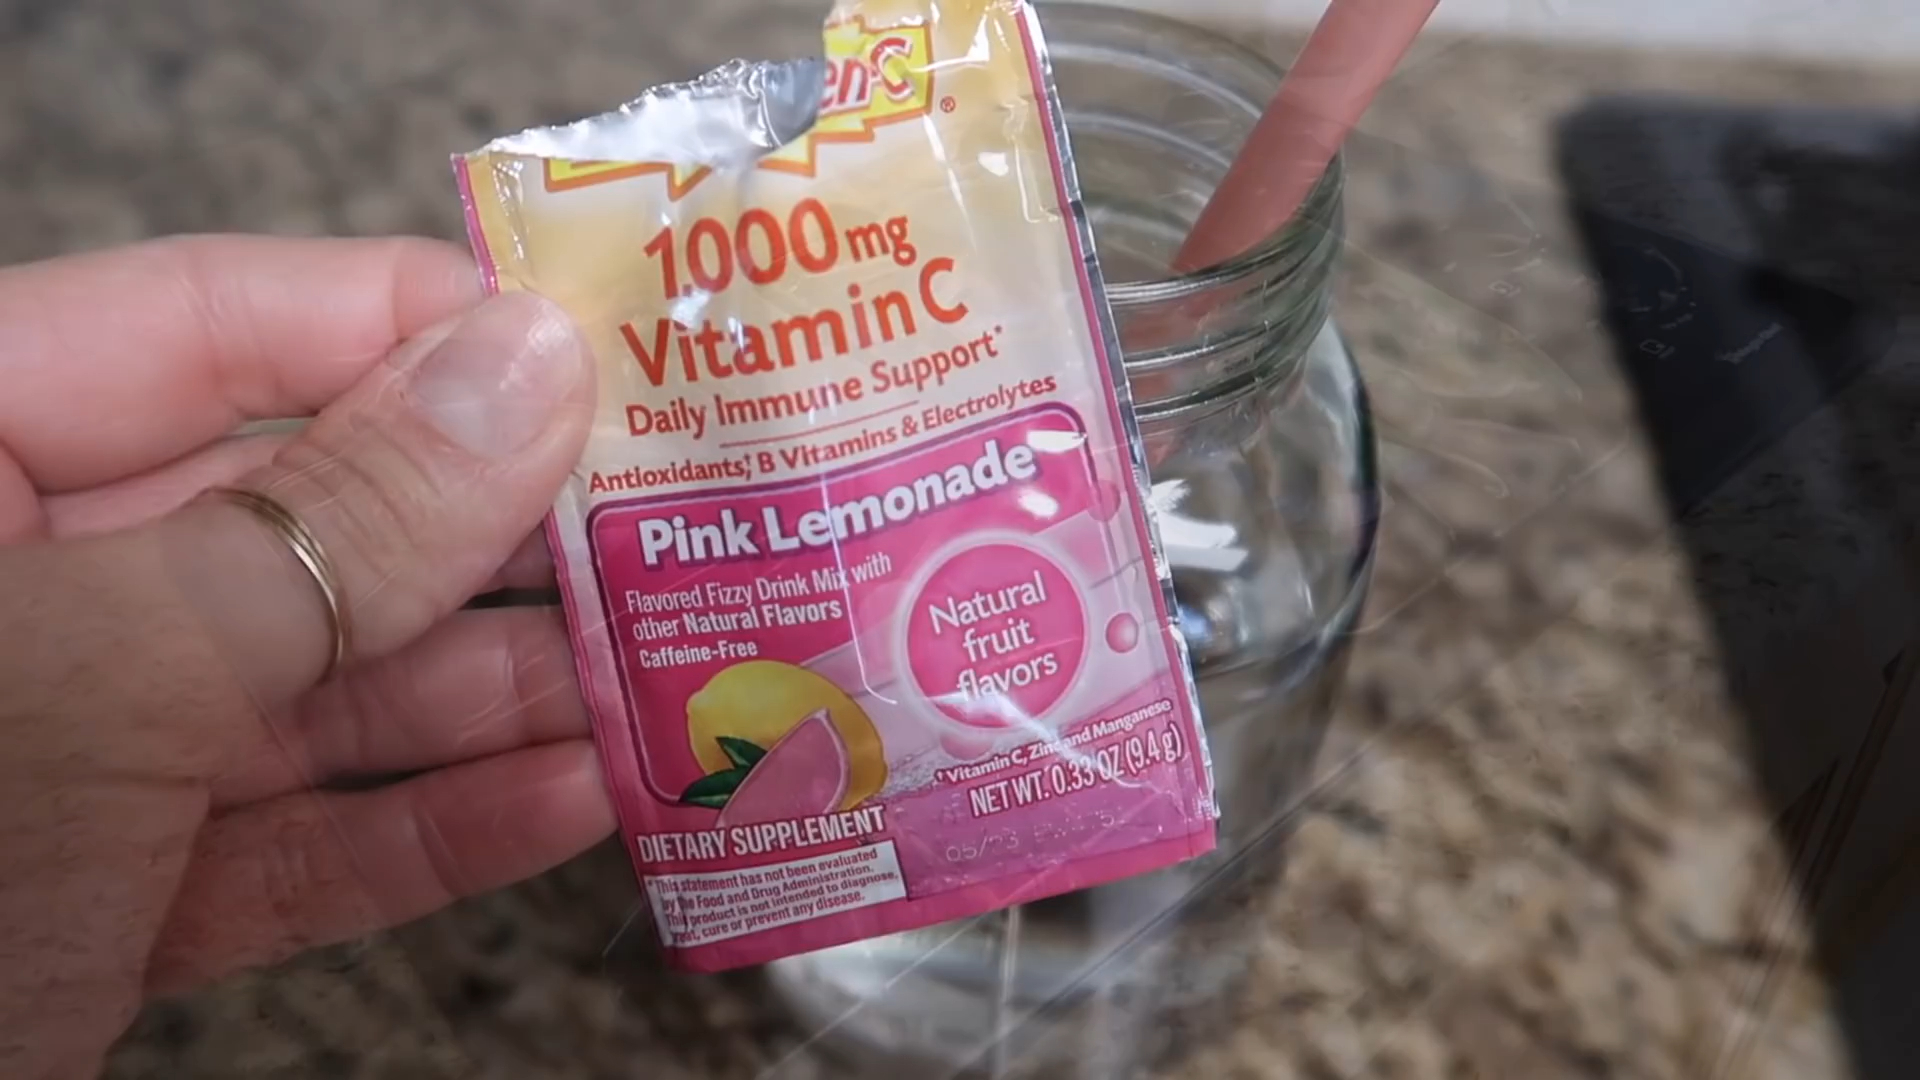 en-C®
1,000 mg
Vitamin C
Daily Immune Support*
Antioxidants,† B Vitamins & Electrolytes
Pink Lemonade
Flavored Fizzy Drink Mix with
other Natural Flavors
Caffeine-Free
Natural
fruit
flavors
† Vitamin C, Zinc and Manganese
NET WT. 0.33 OZ (9.4 g)
DIETARY SUPPLEMENT
05/23
* This statement has not been evaluated
by the Food and Drug Administration.
This product is not intended to diagnose,
treat, cure or prevent any disease.